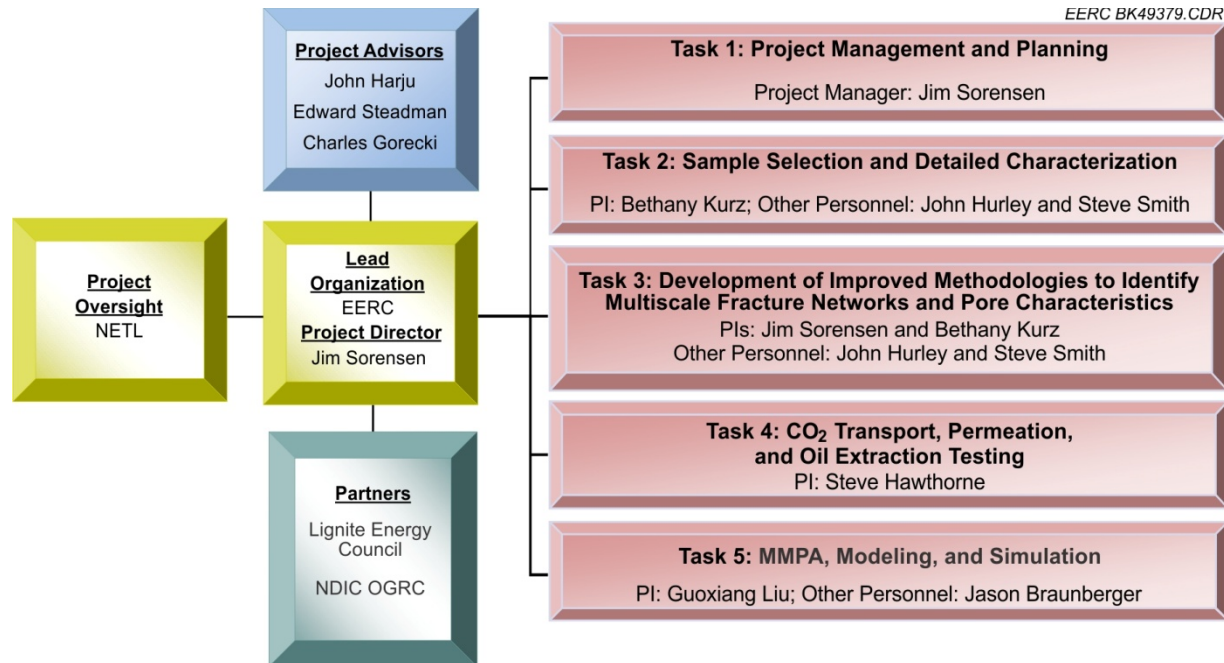 EERC BK49379.CDR
Project Advisors
John Harju
Edward Steadman
Charles Gorecki
Project
Oversight
NETL
Lead
Organization
EERC
Project Director
Jim Sorensen
Partners
Lignite Energy
Council
NDIC OGRC
Task 1: Project Management and Planning
Project Manager: Jim Sorensen
Task 2: Sample Selection and Detailed Characterization
PI: Bethany Kurz; Other Personnel: John Hurley and Steve Smith
Task 3: Development of Improved Methodologies to Identify
Multiscale Fracture Networks and Pore Characteristics
PIs: Jim Sorensen and Bethany Kurz
Other Personnel: John Hurley and Steve Smith
Task 4: CO₂ Transport, Permeation,
and Oil Extraction Testing
PI: Steve Hawthorne
Task 5: MMPA, Modeling, and Simulation
PI: Guoxiang Liu; Other Personnel: Jason Braunberger